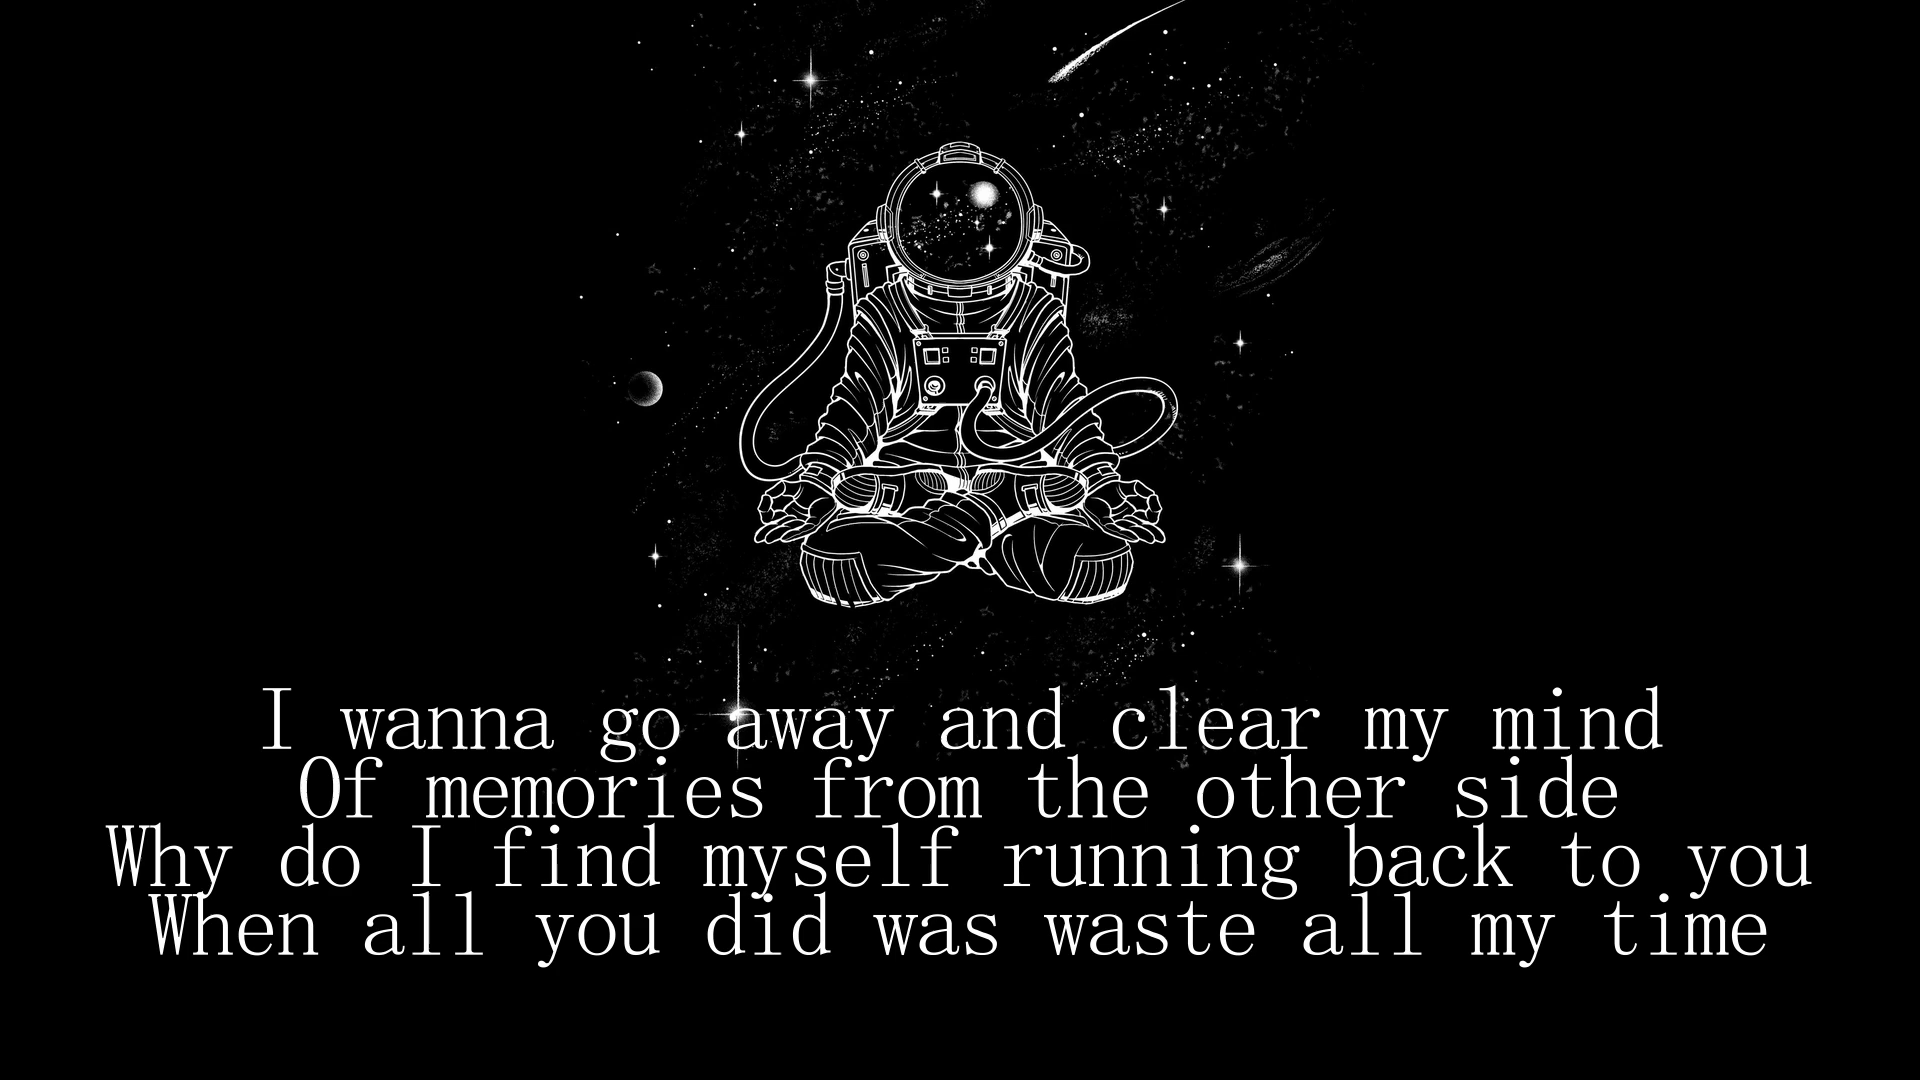 I wanna go away and clear my mind
Of memories from the other side
Why do I find myself running back to you
When all you did was waste all my time